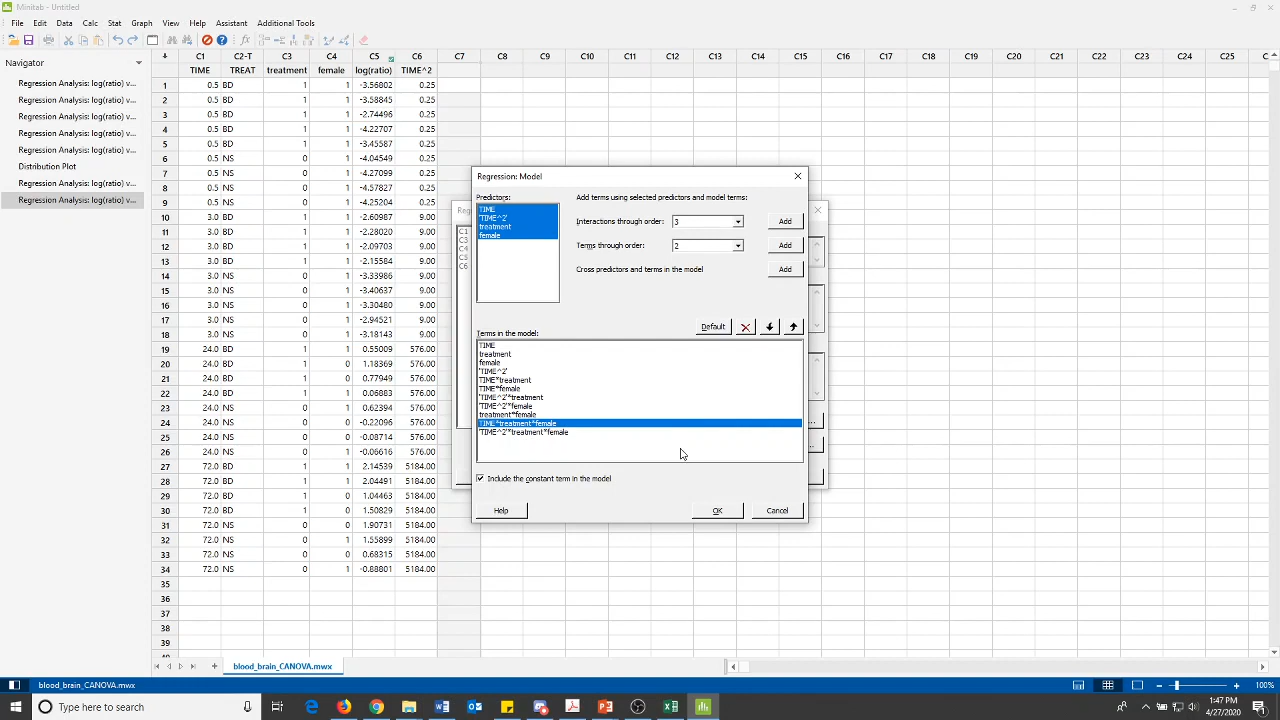 Minitab - Untitled
File Edit Data Calc Stat Graph View Help Assistant Additional Tools
Navigator
Regression Analysis: log(ratio) v...
Regression Analysis: log(ratio) v...
Regression Analysis: log(ratio) v...
Regression Analysis: log(ratio) v...
Regression Analysis: log(ratio) v...
Distribution Plot
Regression Analysis: log(ratio) v...
Regression Analysis: log(ratio) v...
C1 C2-T C3 C4 C5 C6 C7 C8 C9 C10 C11 C12 C13 C14 C15 C16 C17 C18 C19 C20 C21 C22 C23 C24 C25
TIME TREAT treatment female log(ratio) TIME^2
1 0.5 BD 1 1 -3.56802 0.25
2 0.5 BD 1 1 -3.58845 0.25
3 0.5 BD 1 1 -2.74496 0.25
4 0.5 BD 1 1 -4.22707 0.25
5 0.5 BD 1 1 -3.45587 0.25
6 0.5 NS 0 1 -4.04549 0.25
7 0.5 NS 0 1 -4.27099 0.25
8 0.5 NS 0 1 -4.57827 0.25
9 0.5 NS 0 1 -4.25204 0.25
10 3.0 BD 1 1 -2.60987 9.00
11 3.0 BD 1 1 -2.28020 9.00
12 3.0 BD 1 1 -2.09703 9.00
13 3.0 BD 1 1 -2.15584 9.00
14 3.0 NS 0 1 -3.33986 9.00
15 3.0 NS 0 1 -3.40637 9.00
16 3.0 NS 0 1 -3.30480 9.00
17 3.0 NS 0 1 -2.94521 9.00
18 3.0 NS 0 1 -3.18143 9.00
19 24.0 BD 1 1 0.55009 576.00
20 24.0 BD 1 0 1.18369 576.00
21 24.0 BD 1 0 0.77949 576.00
22 24.0 BD 1 1 0.06883 576.00
23 24.0 NS 0 1 0.62394 576.00
24 24.0 NS 0 0 -0.22096 576.00
25 24.0 NS 0 1 -0.08714 576.00
26 24.0 NS 0 0 -0.06616 576.00
27 72.0 BD 1 0 2.14539 5184.00
28 72.0 BD 1 1 2.04491 5184.00
29 72.0 BD 1 0 1.04463 5184.00
30 72.0 BD 1 0 1.50829 5184.00
31 72.0 NS 0 0 1.90731 5184.00
32 72.0 NS 0 1 1.55899 5184.00
33 72.0 NS 0 0 0.68315 5184.00
34 72.0 NS 0 1 -0.88801 5184.00
35
36
37
38
39
C1
C3
C4
C5
C6
Regression: Model
Predictors:
TIME
'TIME^2'
treatment
female
Add terms using selected predictors and model terms:
Interactions through order: 3 Add
Terms through order: 2 Add
Cross predictors and terms in the model Add
Default
Terms in the model:
TIME
treatment
female
'TIME^2'
TIME*treatment
TIME*female
'TIME^2'*treatment
'TIME^2'*female
treatment*female
TIME*treatment*female
'TIME^2'*treatment*female
Include the constant term in the model
Help OK Cancel
blood_brain_CANOVA.mwx
blood_brain_CANOVA.mwx
100%
Type here to search
1:47 PM
4/27/2020